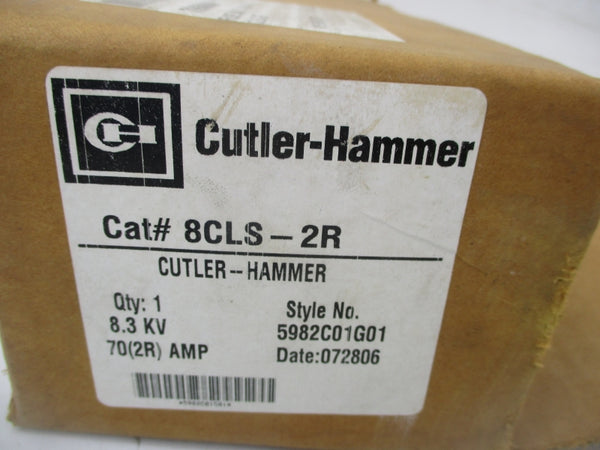 CH
Cutler-Hammer
Cat# 8CLS-2R
CUTLER-HAMMER
Qty: 1
Style No.
8.3 KV
5982C01G01
70(2R) AMP
Date:072806